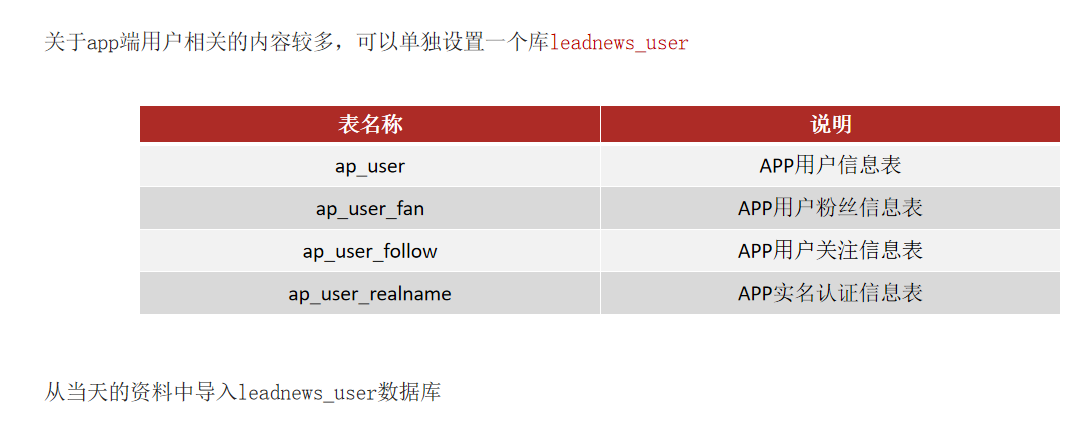 关于app端用户相关的内容较多，可以单独设置一个库leadnews_user
表名称 说明
ap_user APP用户信息表
ap_user_fan APP用户粉丝信息表
ap_user_follow APP用户关注信息表
ap_user_realname APP实名认证信息表
从当天的资料中导入leadnews_user数据库